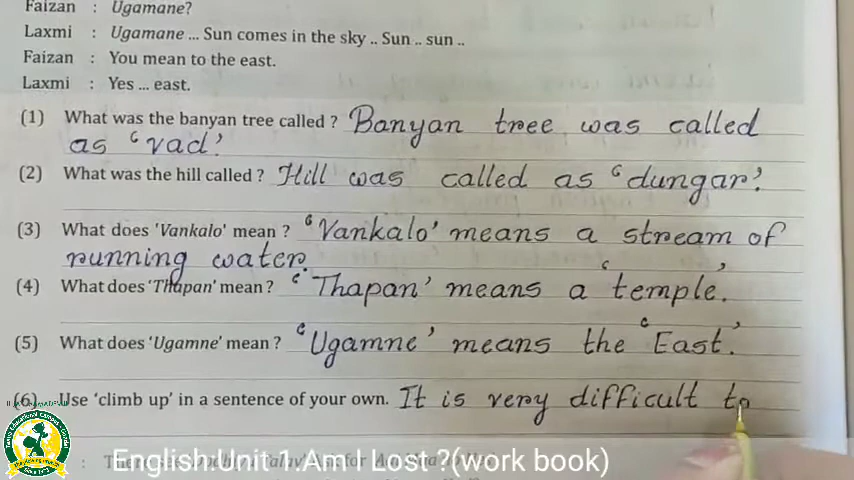 Faizan : Ugamane?
Laxmi : Ugamane ... Sun comes in the sky .. Sun .. sun ..
Faizan : You mean to the east.
Laxmi : Yes ... east.
(1) What was the banyan tree called ? Banyan tree was called
as ‘vad’.
(2) What was the hill called ? Hill was called as ‘dungar’.
(3) What does 'Vankalo' mean ? ‘Vankalo’ means a stream of
running water.
(4) What does 'Thapan' mean ? ‘Thapan’ means a ‘temple’.
(5) What does 'Ugamne' mean ? ‘Ugamne’ means the ‘East’.
(6) Use 'climb up' in a sentence of your own. It is very difficult to
English:Unit 1.Am I Lost ?(work book)